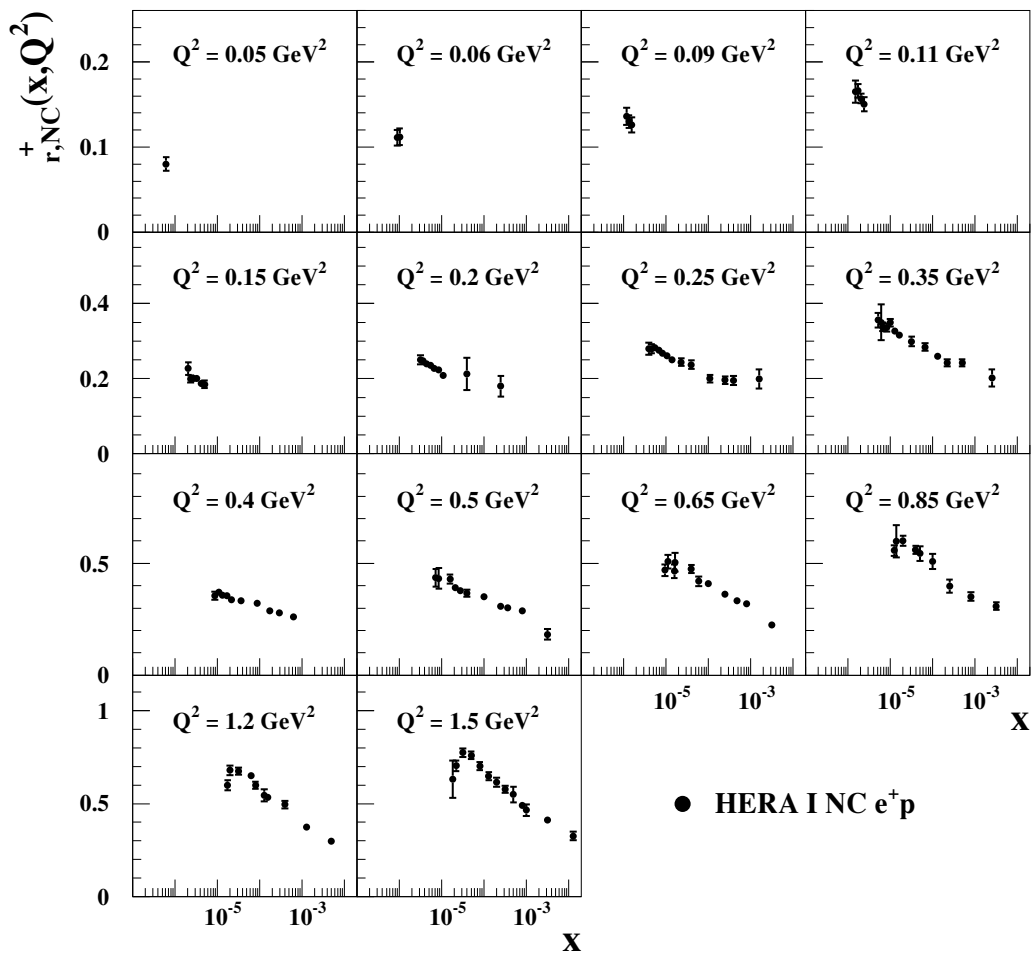 +
r,NC(x,Q²)
Q² = 0.05 GeV²
Q² = 0.06 GeV²
Q² = 0.09 GeV²
Q² = 0.11 GeV²
0.2
0.1
0
Q² = 0.15 GeV²
Q² = 0.2 GeV²
Q² = 0.25 GeV²
Q² = 0.35 GeV²
0.4
0.2
0
Q² = 0.4 GeV²
Q² = 0.5 GeV²
Q² = 0.65 GeV²
Q² = 0.85 GeV²
0.5
0
10⁻⁵ 10⁻³ 10⁻⁵ 10⁻³
x
Q² = 1.2 GeV²
Q² = 1.5 GeV²
1
0.5
0
HERA I NC e⁺p
10⁻⁵ 10⁻³ 10⁻⁵ 10⁻³
x